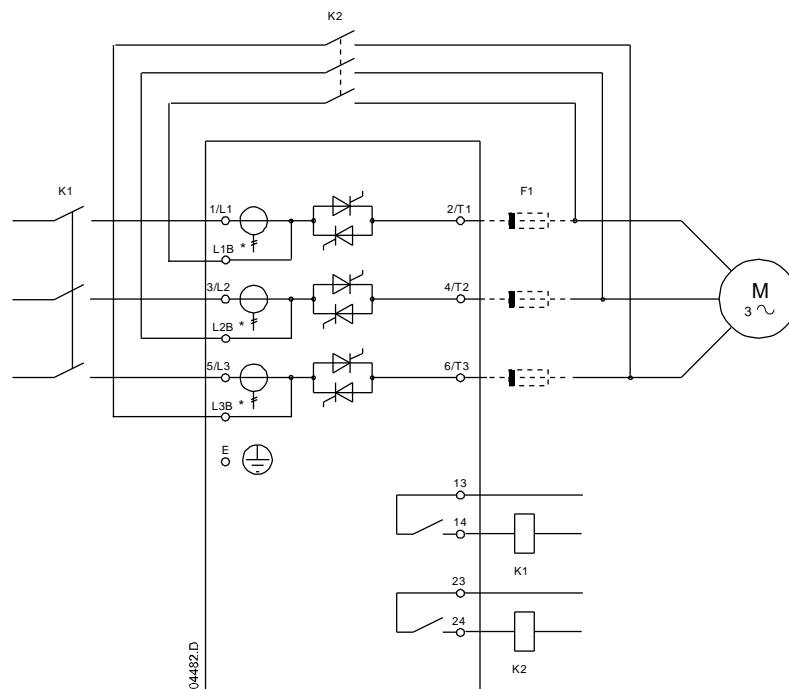 K2
K1
F1
1/L1
2/T1
L1B *
3/L2
4/T2
M
3
L2B *
5/L3
6/T3
L3B *
E
13
14
K1
23
24
K2
04482.D